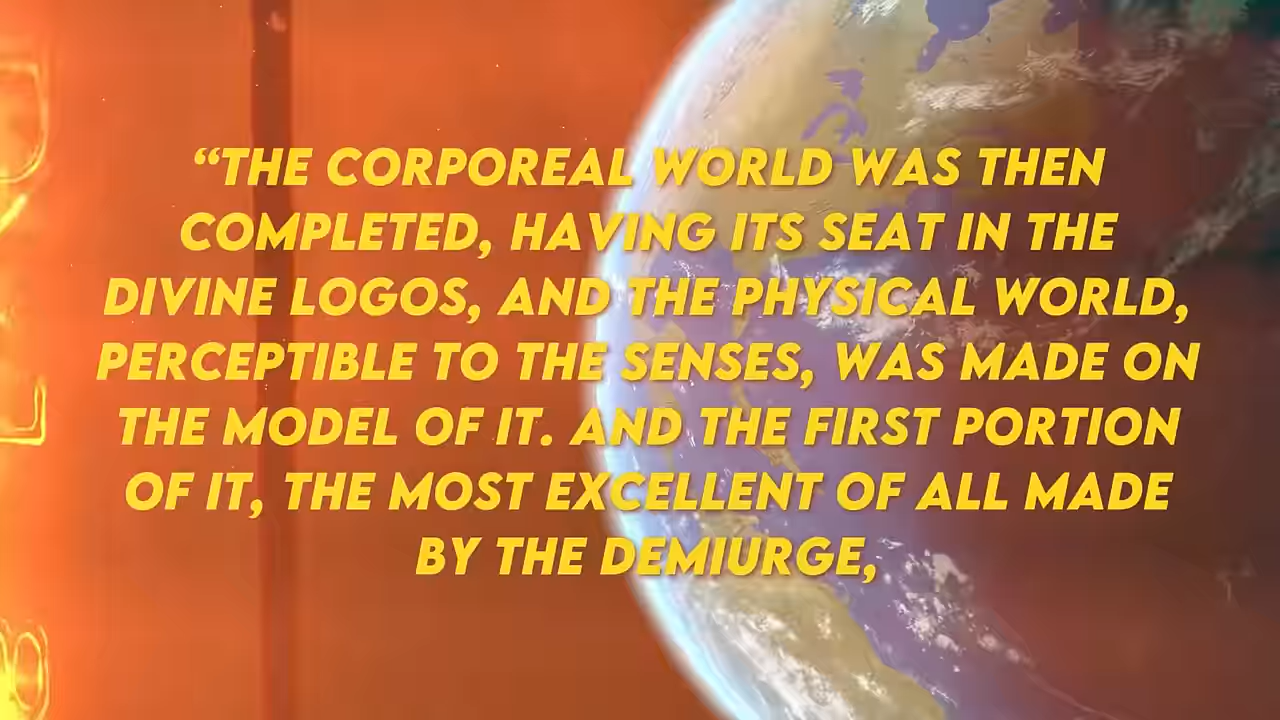 “THE CORPOREAL WORLD WAS THEN
COMPLETED, HAVING ITS SEAT IN THE
DIVINE LOGOS, AND THE PHYSICAL WORLD,
PERCEPTIBLE TO THE SENSES, WAS MADE ON
THE MODEL OF IT. AND THE FIRST PORTION
OF IT, THE MOST EXCELLENT OF ALL MADE
BY THE DEMIURGE,